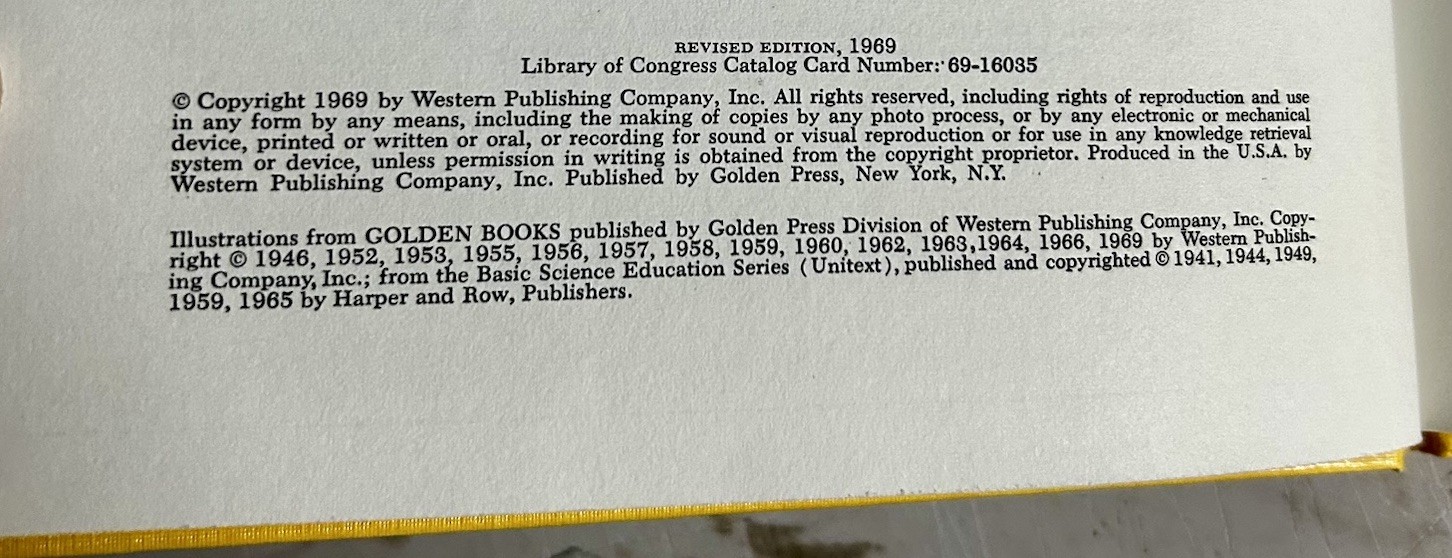 REVISED EDITION, 1969
Library of Congress Catalog Card Number: 69-16035
© Copyright 1969 by Western Publishing Company, Inc. All rights reserved, including rights of reproduction and use
in any form by any means, including the making of copies by any photo process, or by any electronic or mechanical
device, printed or written or oral, or recording for sound or visual reproduction or for use in any knowledge retrieval
system or device, unless permission in writing is obtained from the copyright proprietor. Produced in the U.S.A. by
Western Publishing Company, Inc. Published by Golden Press, New York, N.Y.
Illustrations from GOLDEN BOOKS published by Golden Press Division of Western Publishing Company, Inc. Copy-
right © 1946, 1952, 1953, 1955, 1956, 1957, 1958, 1959, 1960, 1962, 1963,1964, 1966, 1969 by Western Publish-
ing Company, Inc.; from the Basic Science Education Series (Unitext), published and copyrighted © 1941, 1944, 1949,
1959, 1965 by Harper and Row, Publishers.